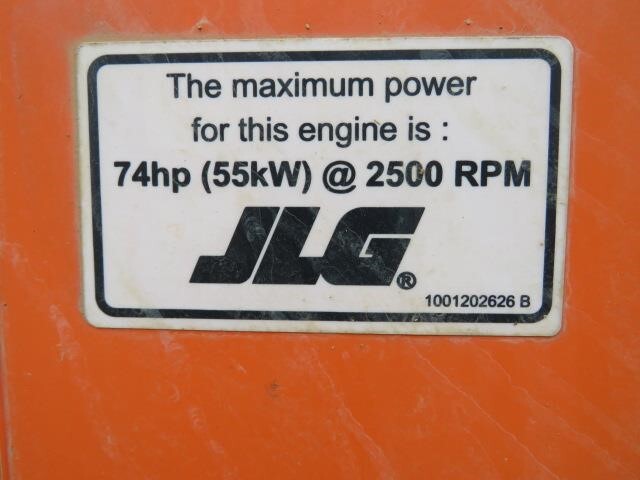 The maximum power
for this engine is :
74hp (55kW) @ 2500 RPM
JLG®
1001202626 B